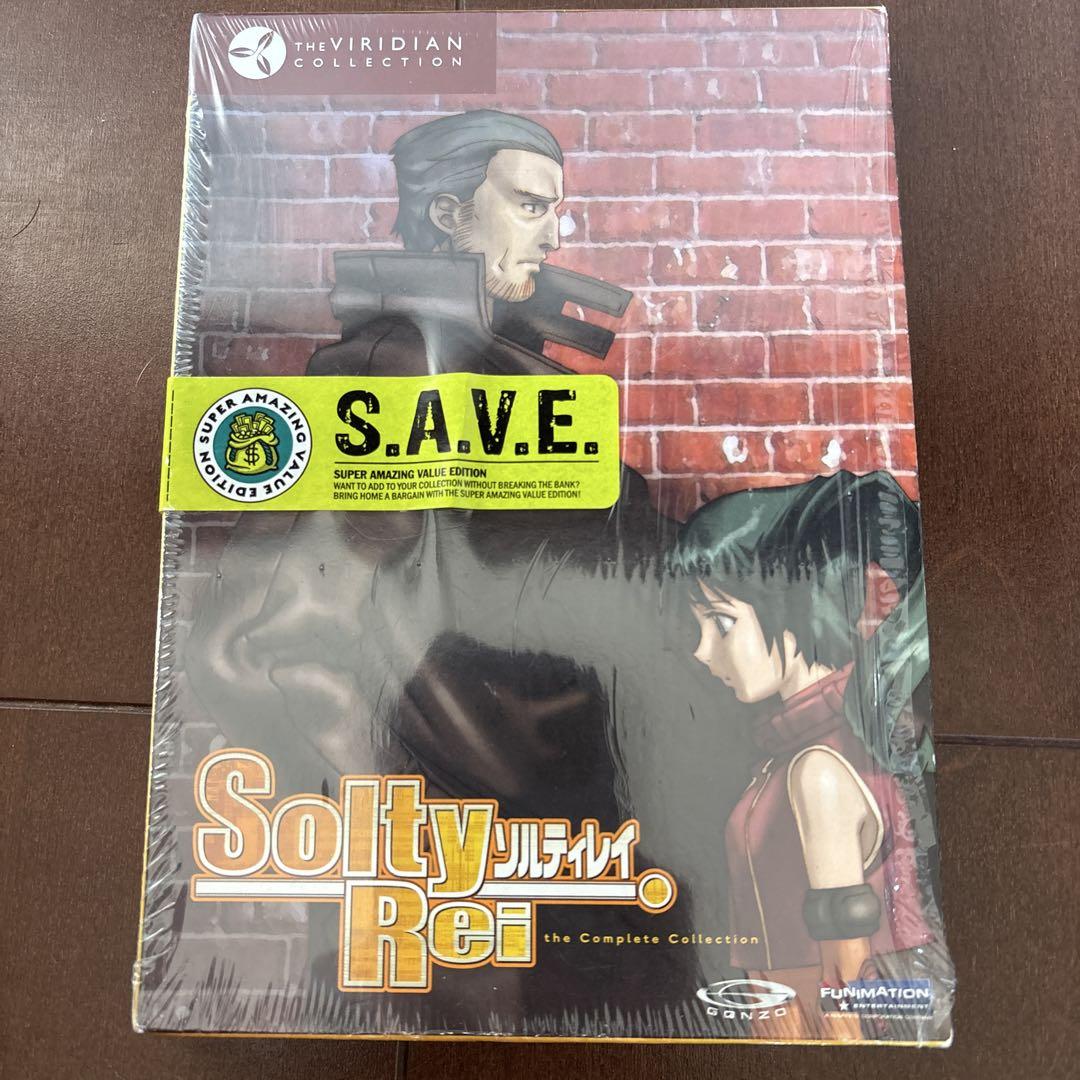 THE VIRIDIAN
COLLECTION
SUPER AMAZING VALUE EDITION
$
S.A.V.E.
SUPER AMAZING VALUE EDITION
WANT TO ADD TO YOUR COLLECTION WITHOUT BREAKING THE BANK?
BRING HOME A BARGAIN WITH THE SUPER AMAZING VALUE EDITION!
Solty
ソルティレイ
Rei
the Complete Collection
GONZO
FUNIMATION
ENTERTAINMENT